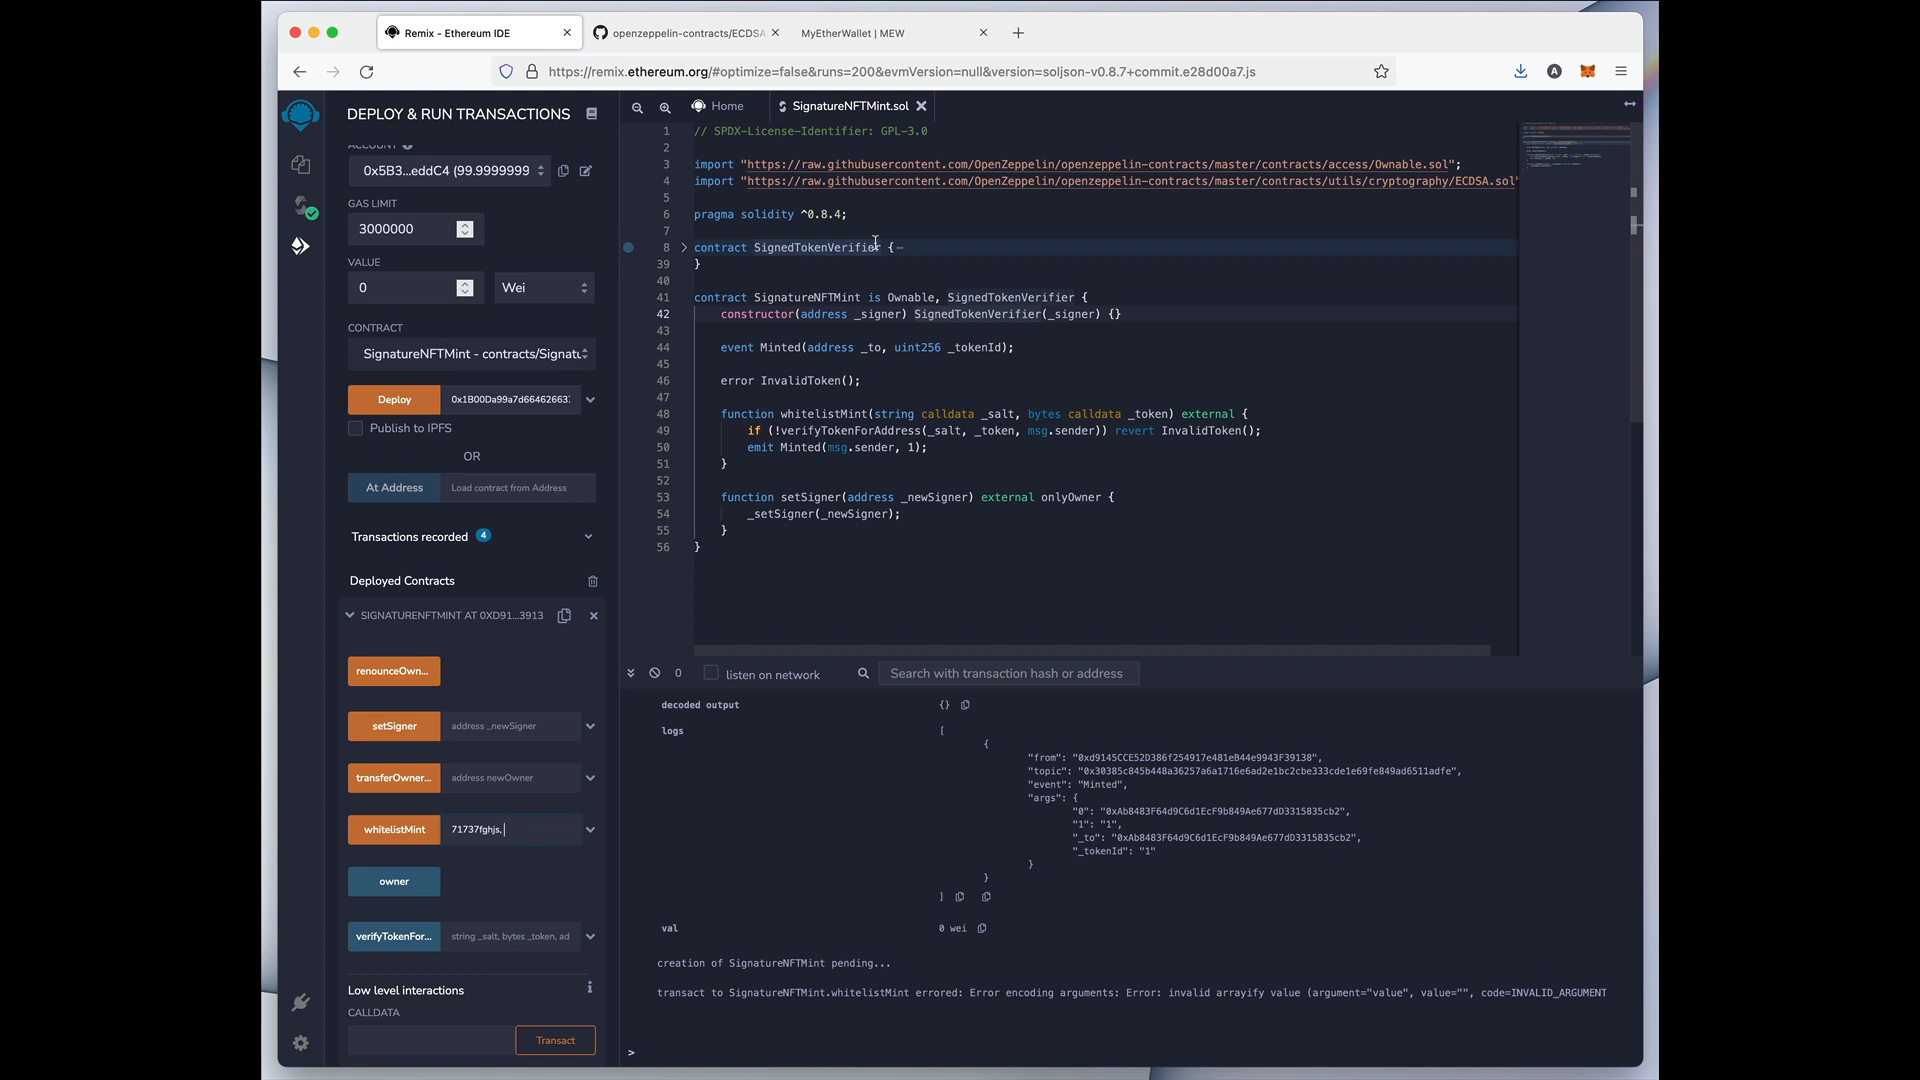 Remix - Ethereum IDE
openzeppelin-contracts/ECDSA.
MyEtherWallet | MEW
https://remix.ethereum.org/#optimize=false&runs=200&evmVersion=null&version=soljson-v0.8.7+commit.e28d00a7.js
A
DEPLOY & RUN TRANSACTIONS
ACCOUNT
0x5B3...eddC4 (99.9999999
GAS LIMIT
3000000
VALUE
0
Wei
CONTRACT
SignatureNFTMint - contracts/Signatu
Deploy
0x1B00Da99a7d66462663:
Publish to IPFS
OR
At Address
Load contract from Address
Transactions recorded 4
Deployed Contracts
SIGNATURENFTMINT AT 0XD91...3913
renounceOwn...
setSigner
address _newSigner
transferOwner...
address newOwner
whitelistMint
71737fghjs,
owner
verifyTokenFor...
string _salt, bytes _token, ad
Low level interactions
CALLDATA
Transact
Home
SignatureNFTMint.sol
1 // SPDX-License-Identifier: GPL-3.0
2
3 import "https://raw.githubusercontent.com/OpenZeppelin/openzeppelin-contracts/master/contracts/access/Ownable.sol";
4 import "https://raw.githubusercontent.com/OpenZeppelin/openzeppelin-contracts/master/contracts/utils/cryptography/ECDSA.sol"
5
6 pragma solidity ^0.8.4;
7
8 contract SignedTokenVerifier {
39 }
40
41 contract SignatureNFTMint is Ownable, SignedTokenVerifier {
42 constructor(address _signer) SignedTokenVerifier(_signer) {}
43
44 event Minted(address _to, uint256 _tokenId);
45
46 error InvalidToken();
47
48 function whitelistMint(string calldata _salt, bytes calldata _token) external {
49 if (!verifyTokenForAddress(_salt, _token, msg.sender)) revert InvalidToken();
50 emit Minted(msg.sender, 1);
51 }
52
53 function setSigner(address _newSigner) external onlyOwner {
54 _setSigner(_newSigner);
55 }
56 }
0
listen on network
Search with transaction hash or address
decoded output {}
logs [
{
"from": "0xd9145CCE52D386f254917e481eB44e9943F39138",
"topic": "0x30385c845b448a36257a6a1716e6ad2e1bc2cbe333cde1e69fe849ad6511adfe",
"event": "Minted",
"args": {
"0": "0xAb8483F64d9C6d1EcF9b849Ae677dD3315835cb2",
"1": "1",
"_to": "0xAb8483F64d9C6d1EcF9b849Ae677dD3315835cb2",
"_tokenId": "1"
}
}
]
val 0 wei
creation of SignatureNFTMint pending...
transact to SignatureNFTMint.whitelistMint errored: Error encoding arguments: Error: invalid arrayify value (argument="value", value="", code=INVALID_ARGUMENT
>